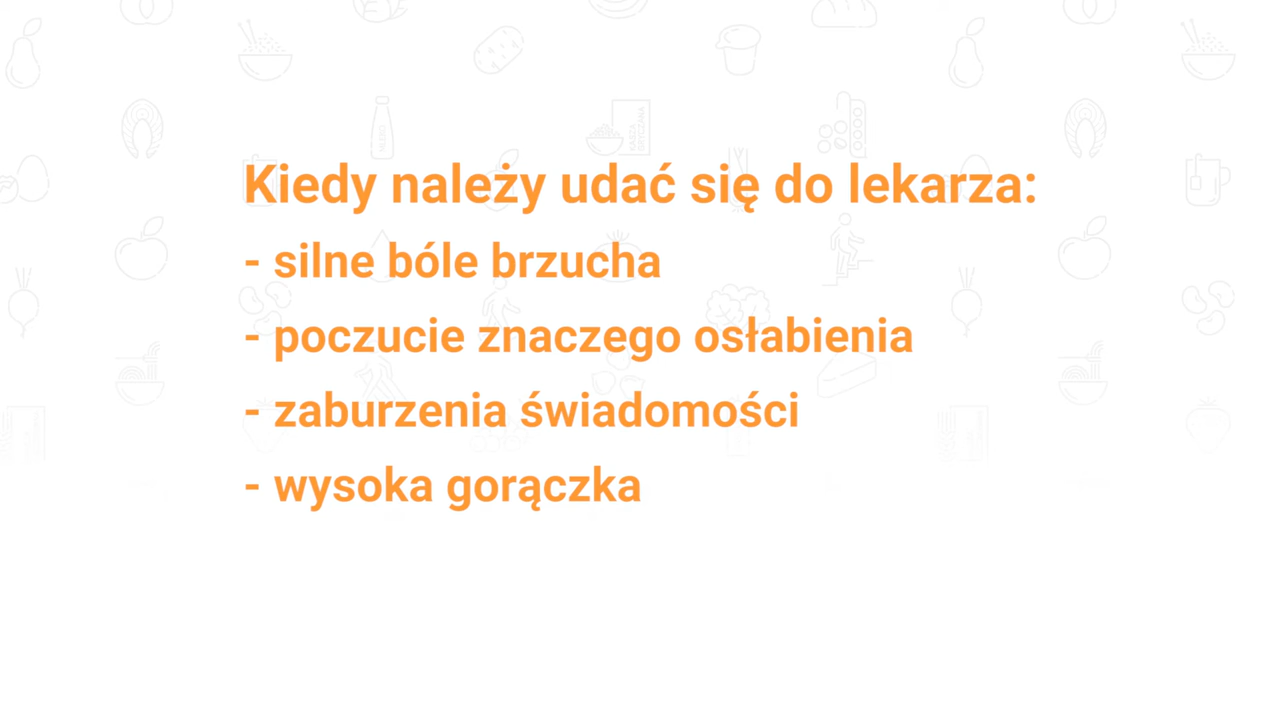 Kiedy należy udać się do lekarza:
- silne bóle brzucha
- poczucie znaczego osłabienia
- zaburzenia świadomości
- wysoka gorączka